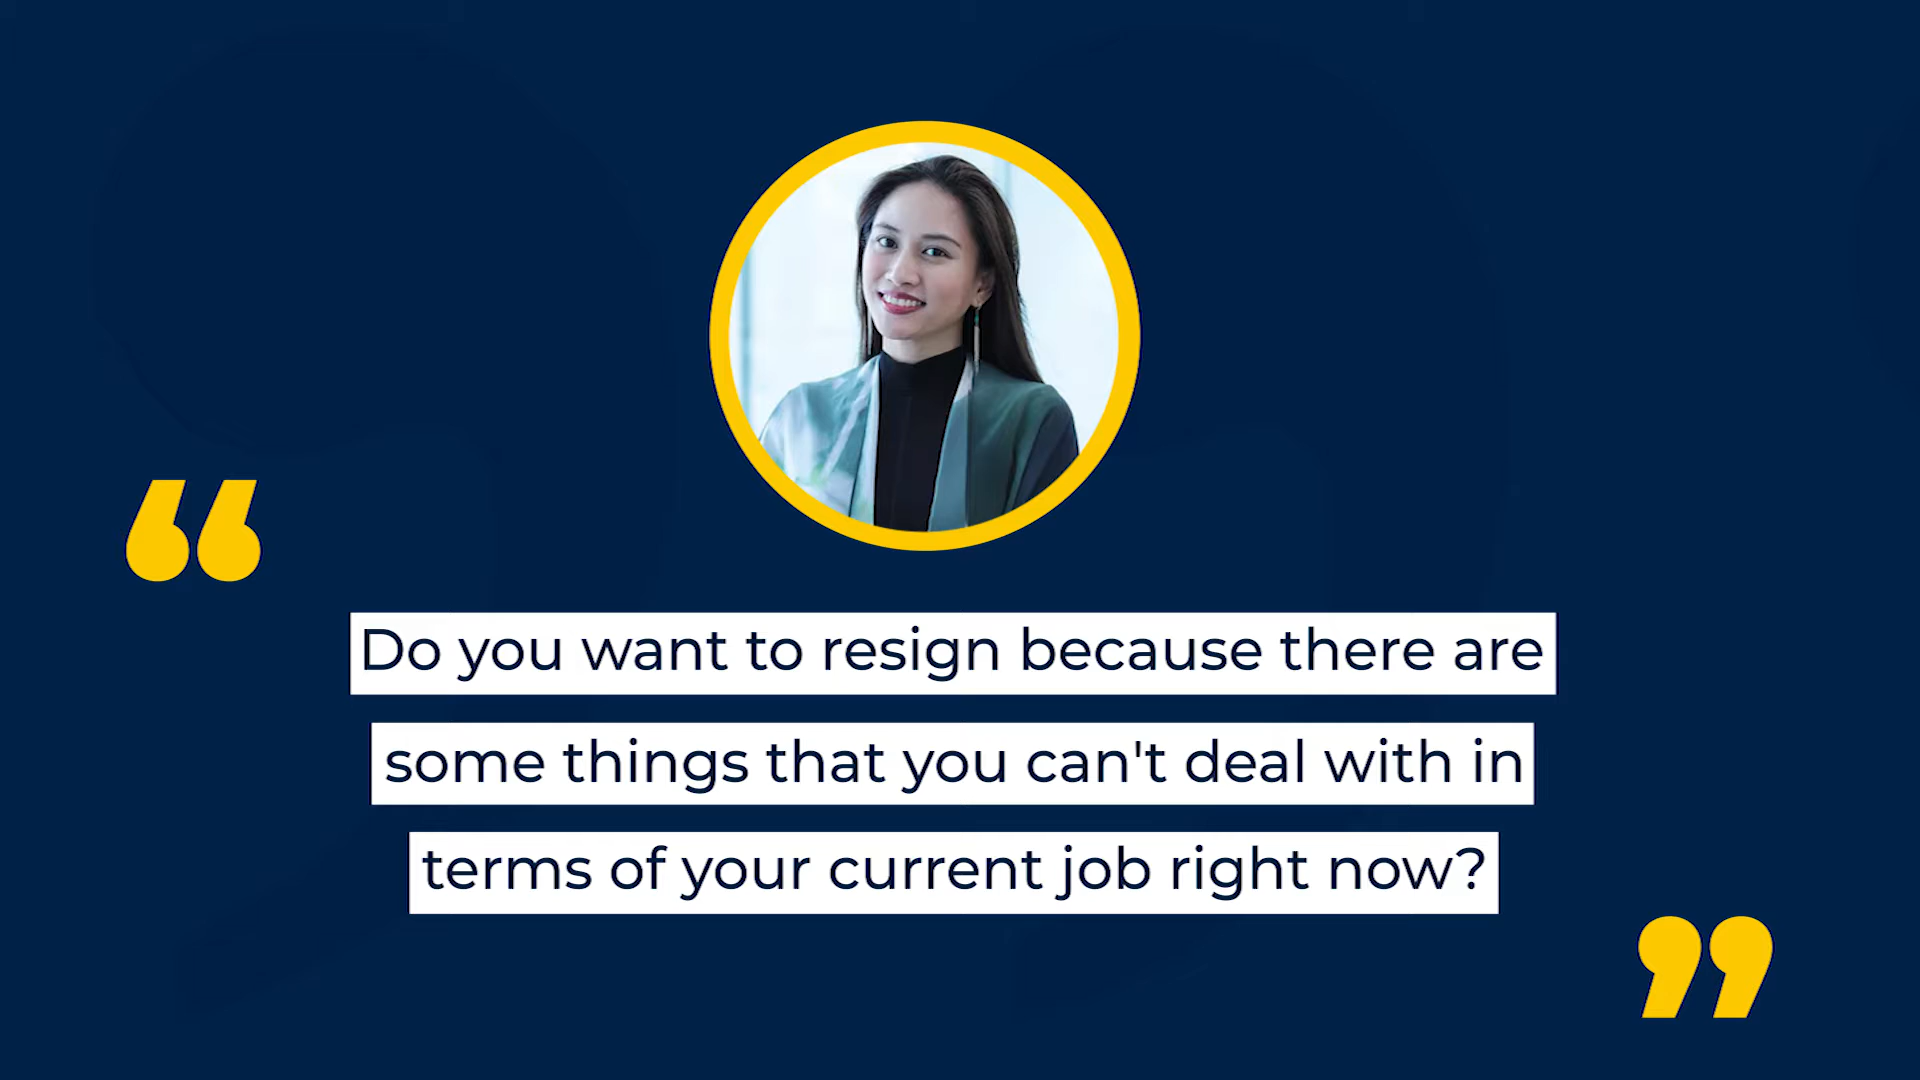 “
Do you want to resign because there are
some things that you can't deal with in
terms of your current job right now?
”